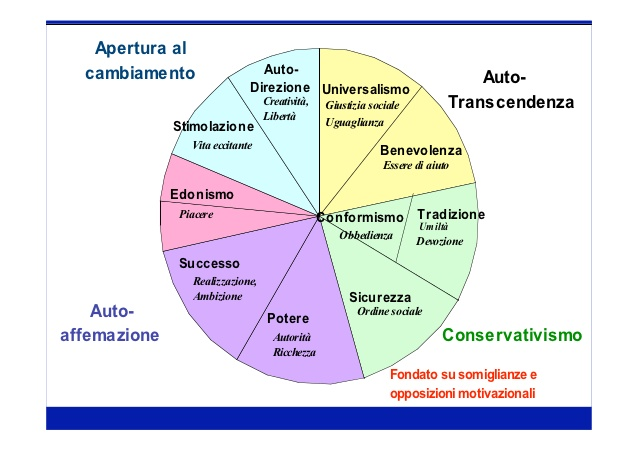 Apertura al
cambiamento
Auto-
Transcendenza
Auto-
Direzione
Creatività,
Libertà
Universalismo
Giustizia sociale
Uguaglianza
Stimolazione
Vita eccitante
Benevolenza
Essere di aiuto
Edonismo
Piacere
Conformismo
Obbedienza
Tradizione
Umiltà
Devozione
Successo
Realizzazione,
Ambizione
Potere
Autorità
Ricchezza
Sicurezza
Ordine sociale
Auto-
affemazione
Conservativismo
Fondato su somiglianze e
opposizioni motivazionali